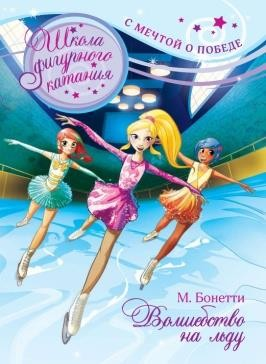 Школа
фигурного
катания
С МЕЧТОЙ О ПОБЕДЕ
М. Бонетти
Волшебство
на льду